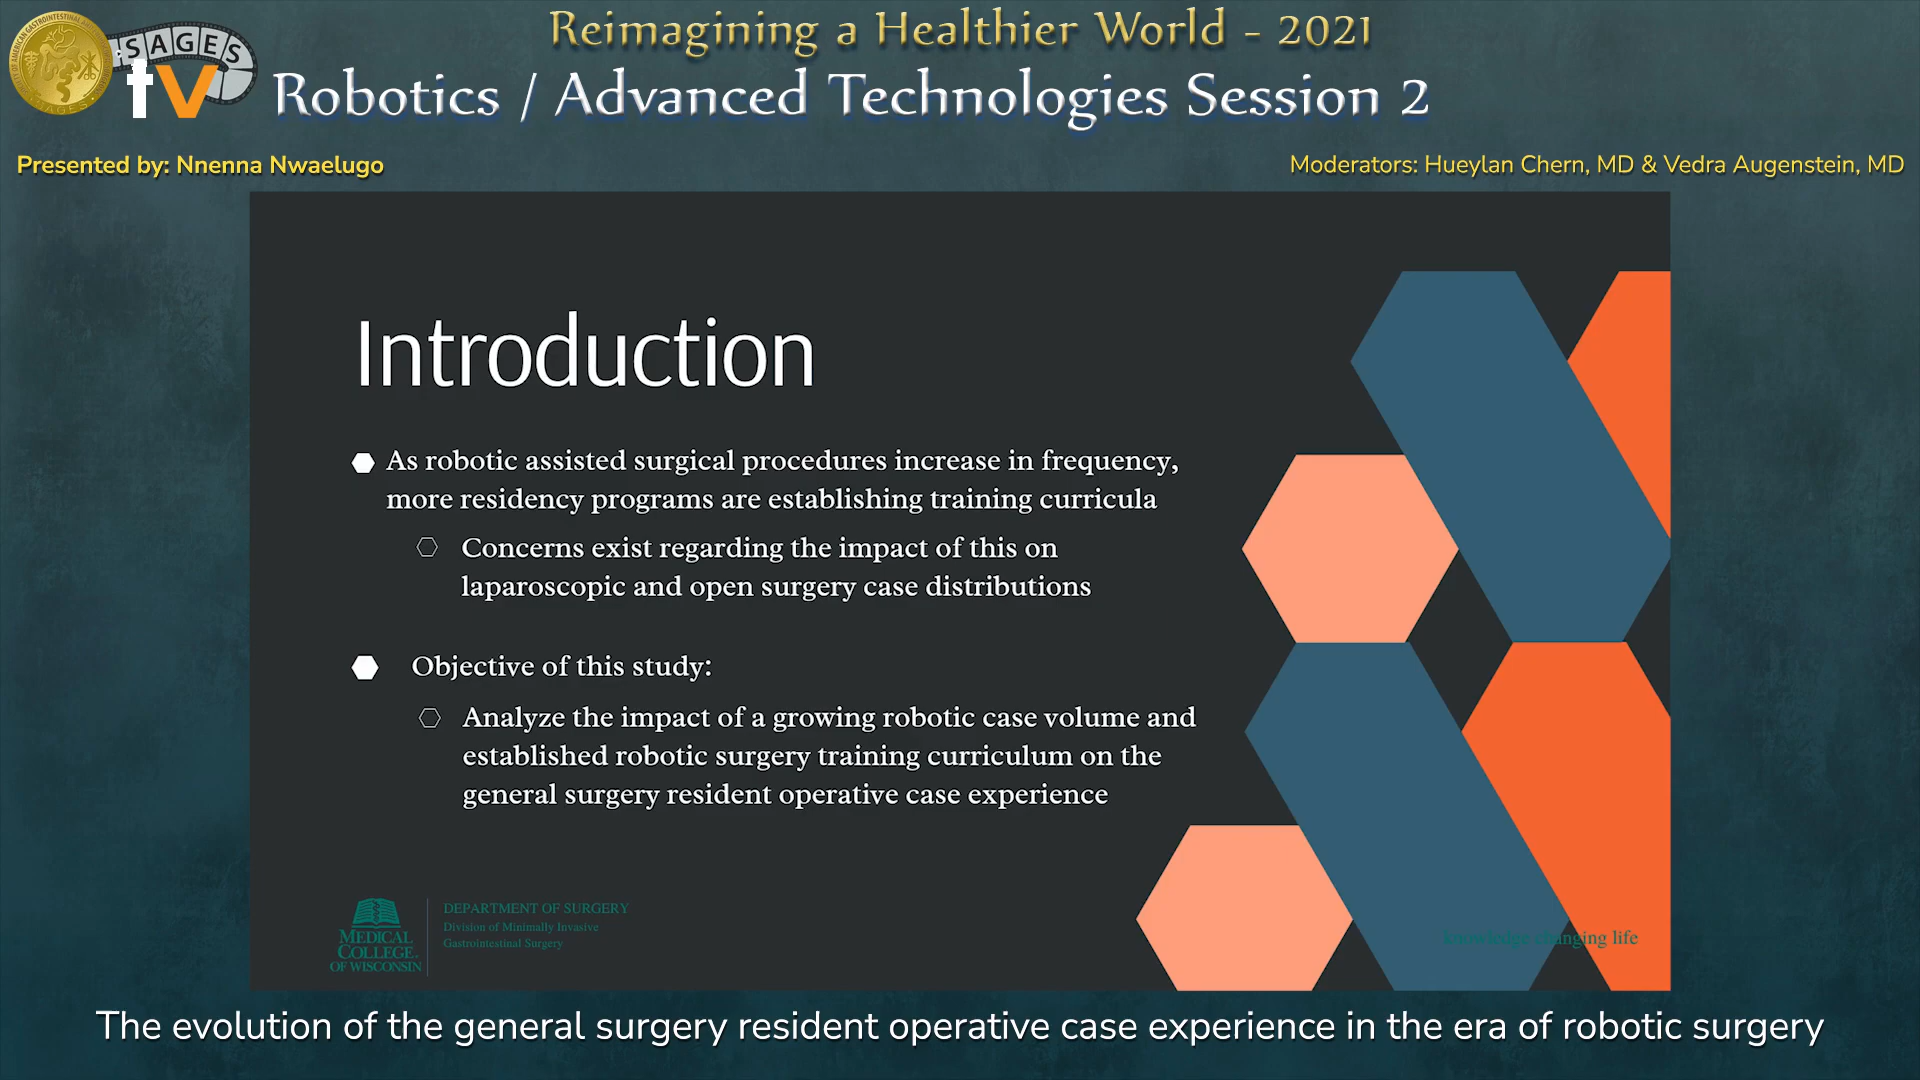 Reimagining a Healthier World - 2021
SAGES
tv
Robotics / Advanced Technologies Session 2
Presented by: Nnenna Nwaelugo
Moderators: Hueylan Chern, MD & Vedra Augenstein, MD
Introduction
As robotic assisted surgical procedures increase in frequency,
more residency programs are establishing training curricula
Concerns exist regarding the impact of this on
laparoscopic and open surgery case distributions
Objective of this study:
Analyze the impact of a growing robotic case volume and
established robotic surgery training curriculum on the
general surgery resident operative case experience
MEDICAL
COLLEGE
OF WISCONSIN
DEPARTMENT OF SURGERY
Division of Minimally Invasive
Gastrointestinal Surgery
knowledge changing life
The evolution of the general surgery resident operative case experience in the era of robotic surgery